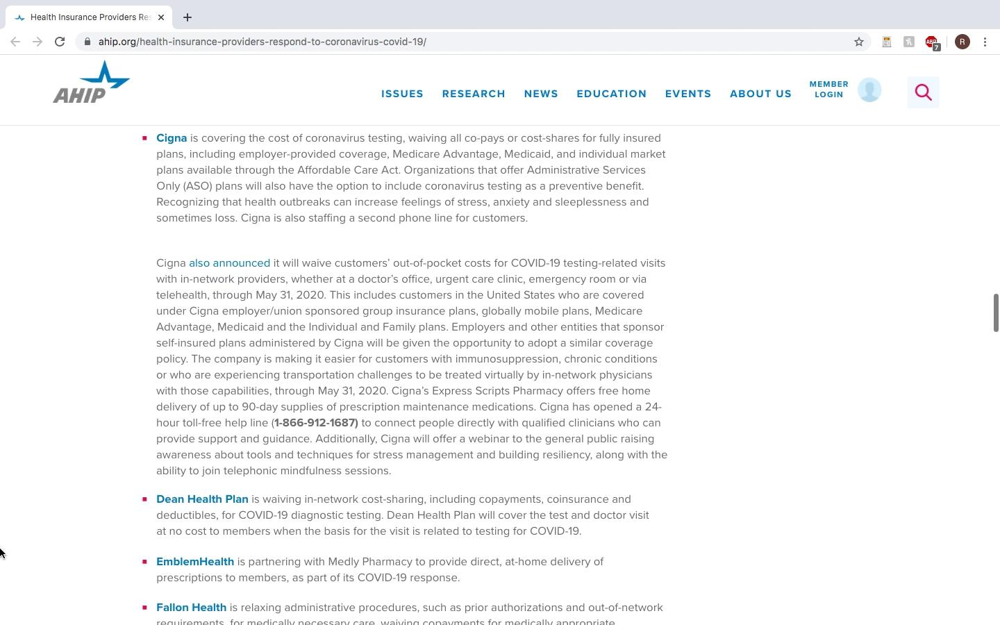 Health Insurance Providers Res
ahip.org/health-insurance-providers-respond-to-coronavirus-covid-19/
ABP
7
R
AHIP
ISSUES
RESEARCH
NEWS
EDUCATION
EVENTS
ABOUT US
MEMBER
LOGIN
Cigna is covering the cost of coronavirus testing, waiving all co-pays or cost-shares for fully insured
plans, including employer-provided coverage, Medicare Advantage, Medicaid, and individual market
plans available through the Affordable Care Act. Organizations that offer Administrative Services
Only (ASO) plans will also have the option to include coronavirus testing as a preventive benefit.
Recognizing that health outbreaks can increase feelings of stress, anxiety and sleeplessness and
sometimes loss. Cigna is also staffing a second phone line for customers.
Cigna also announced it will waive customers’ out-of-pocket costs for COVID-19 testing-related visits
with in-network providers, whether at a doctor’s office, urgent care clinic, emergency room or via
telehealth, through May 31, 2020. This includes customers in the United States who are covered
under Cigna employer/union sponsored group insurance plans, globally mobile plans, Medicare
Advantage, Medicaid and the Individual and Family plans. Employers and other entities that sponsor
self-insured plans administered by Cigna will be given the opportunity to adopt a similar coverage
policy. The company is making it easier for customers with immunosuppression, chronic conditions
or who are experiencing transportation challenges to be treated virtually by in-network physicians
with those capabilities, through May 31, 2020. Cigna’s Express Scripts Pharmacy offers free home
delivery of up to 90-day supplies of prescription maintenance medications. Cigna has opened a 24-
hour toll-free help line (1-866-912-1687) to connect people directly with qualified clinicians who can
provide support and guidance. Additionally, Cigna will offer a webinar to the general public raising
awareness about tools and techniques for stress management and building resiliency, along with the
ability to join telephonic mindfulness sessions.
Dean Health Plan is waiving in-network cost-sharing, including copayments, coinsurance and
deductibles, for COVID-19 diagnostic testing. Dean Health Plan will cover the test and doctor visit
at no cost to members when the basis for the visit is related to testing for COVID-19.
EmblemHealth is partnering with Medly Pharmacy to provide direct, at-home delivery of
prescriptions to members, as part of its COVID-19 response.
Fallon Health is relaxing administrative procedures, such as prior authorizations and out-of-network
requirements, for medically necessary care, waiving copayments for medically appropriate